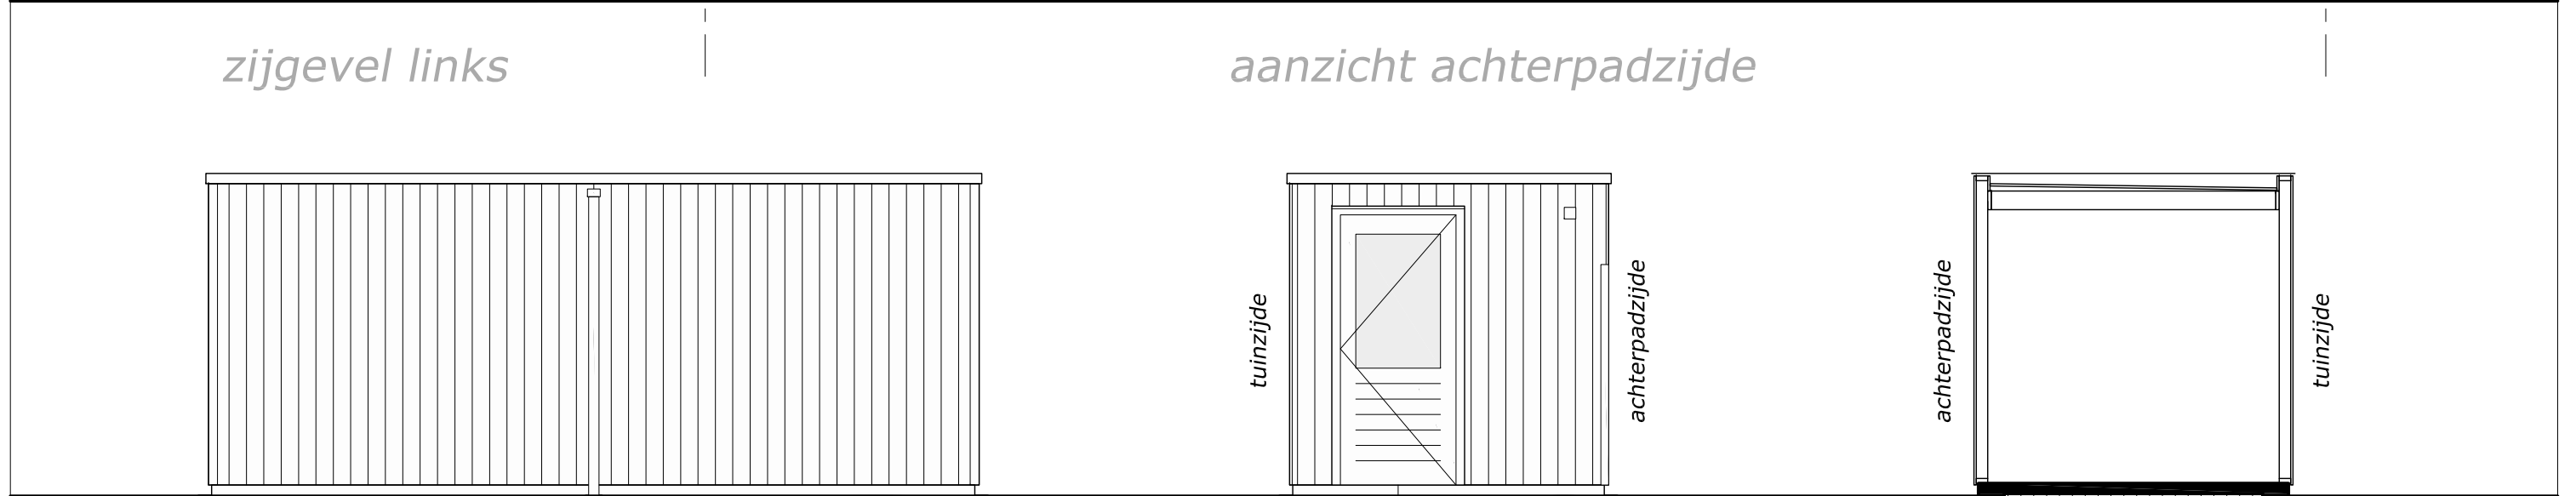 zijgevel links
aanzicht achterpadzijde
tuinzijde
achterpadzijde
achterpadzijde
tuinzijde